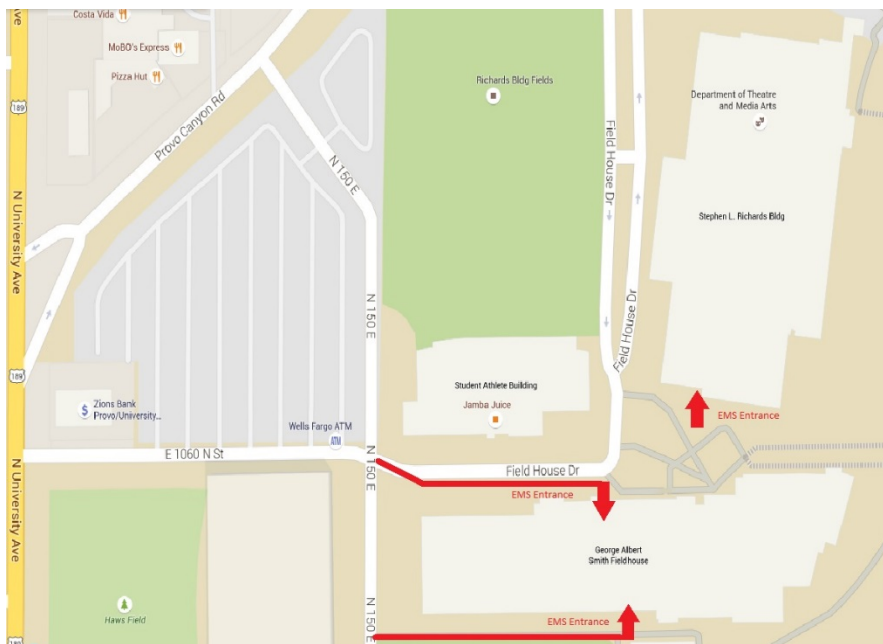 Costa Vida
MoBO's Express
Pizza Hut
Ave
189
Provo Canyon Rd
N University Ave
N 150 E
Richards Bldg Fields
Field House Dr
Department of Theatre
and Media Arts
Stephen L. Richards Bldg
N 150 E
Field House Dr
Student Athlete Building
Jamba Juice
189
$ Zions Bank
Provo/University...
Wells Fargo ATM
ATM
E 1060 N St
N 150 E
Field House Dr
EMS Entrance
EMS Entrance
N University Ave
George Albert
Smith Fieldhouse
Haws Field
N 150 E
EMS Entrance
189